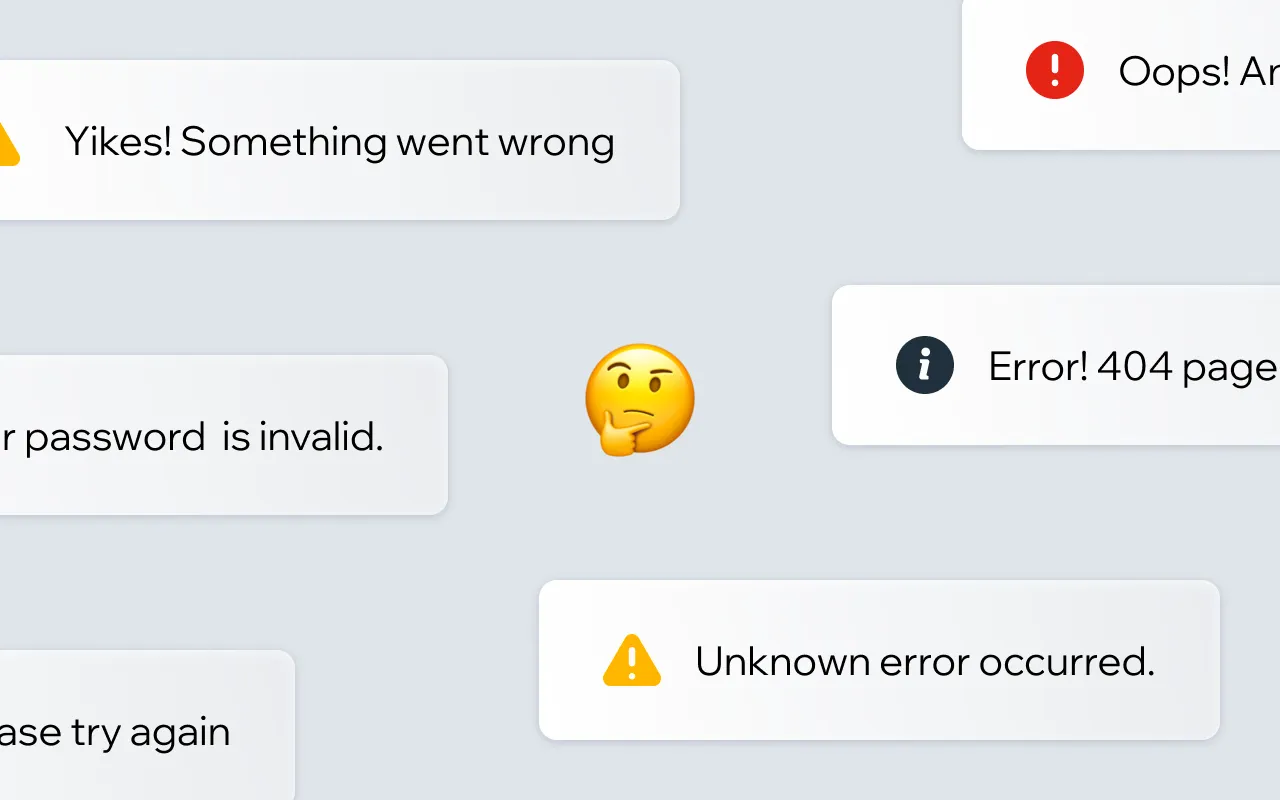 Oops! Ar
Yikes! Something went wrong
Error! 404 page
r password  is invalid.
Unknown error occurred.
ase try again